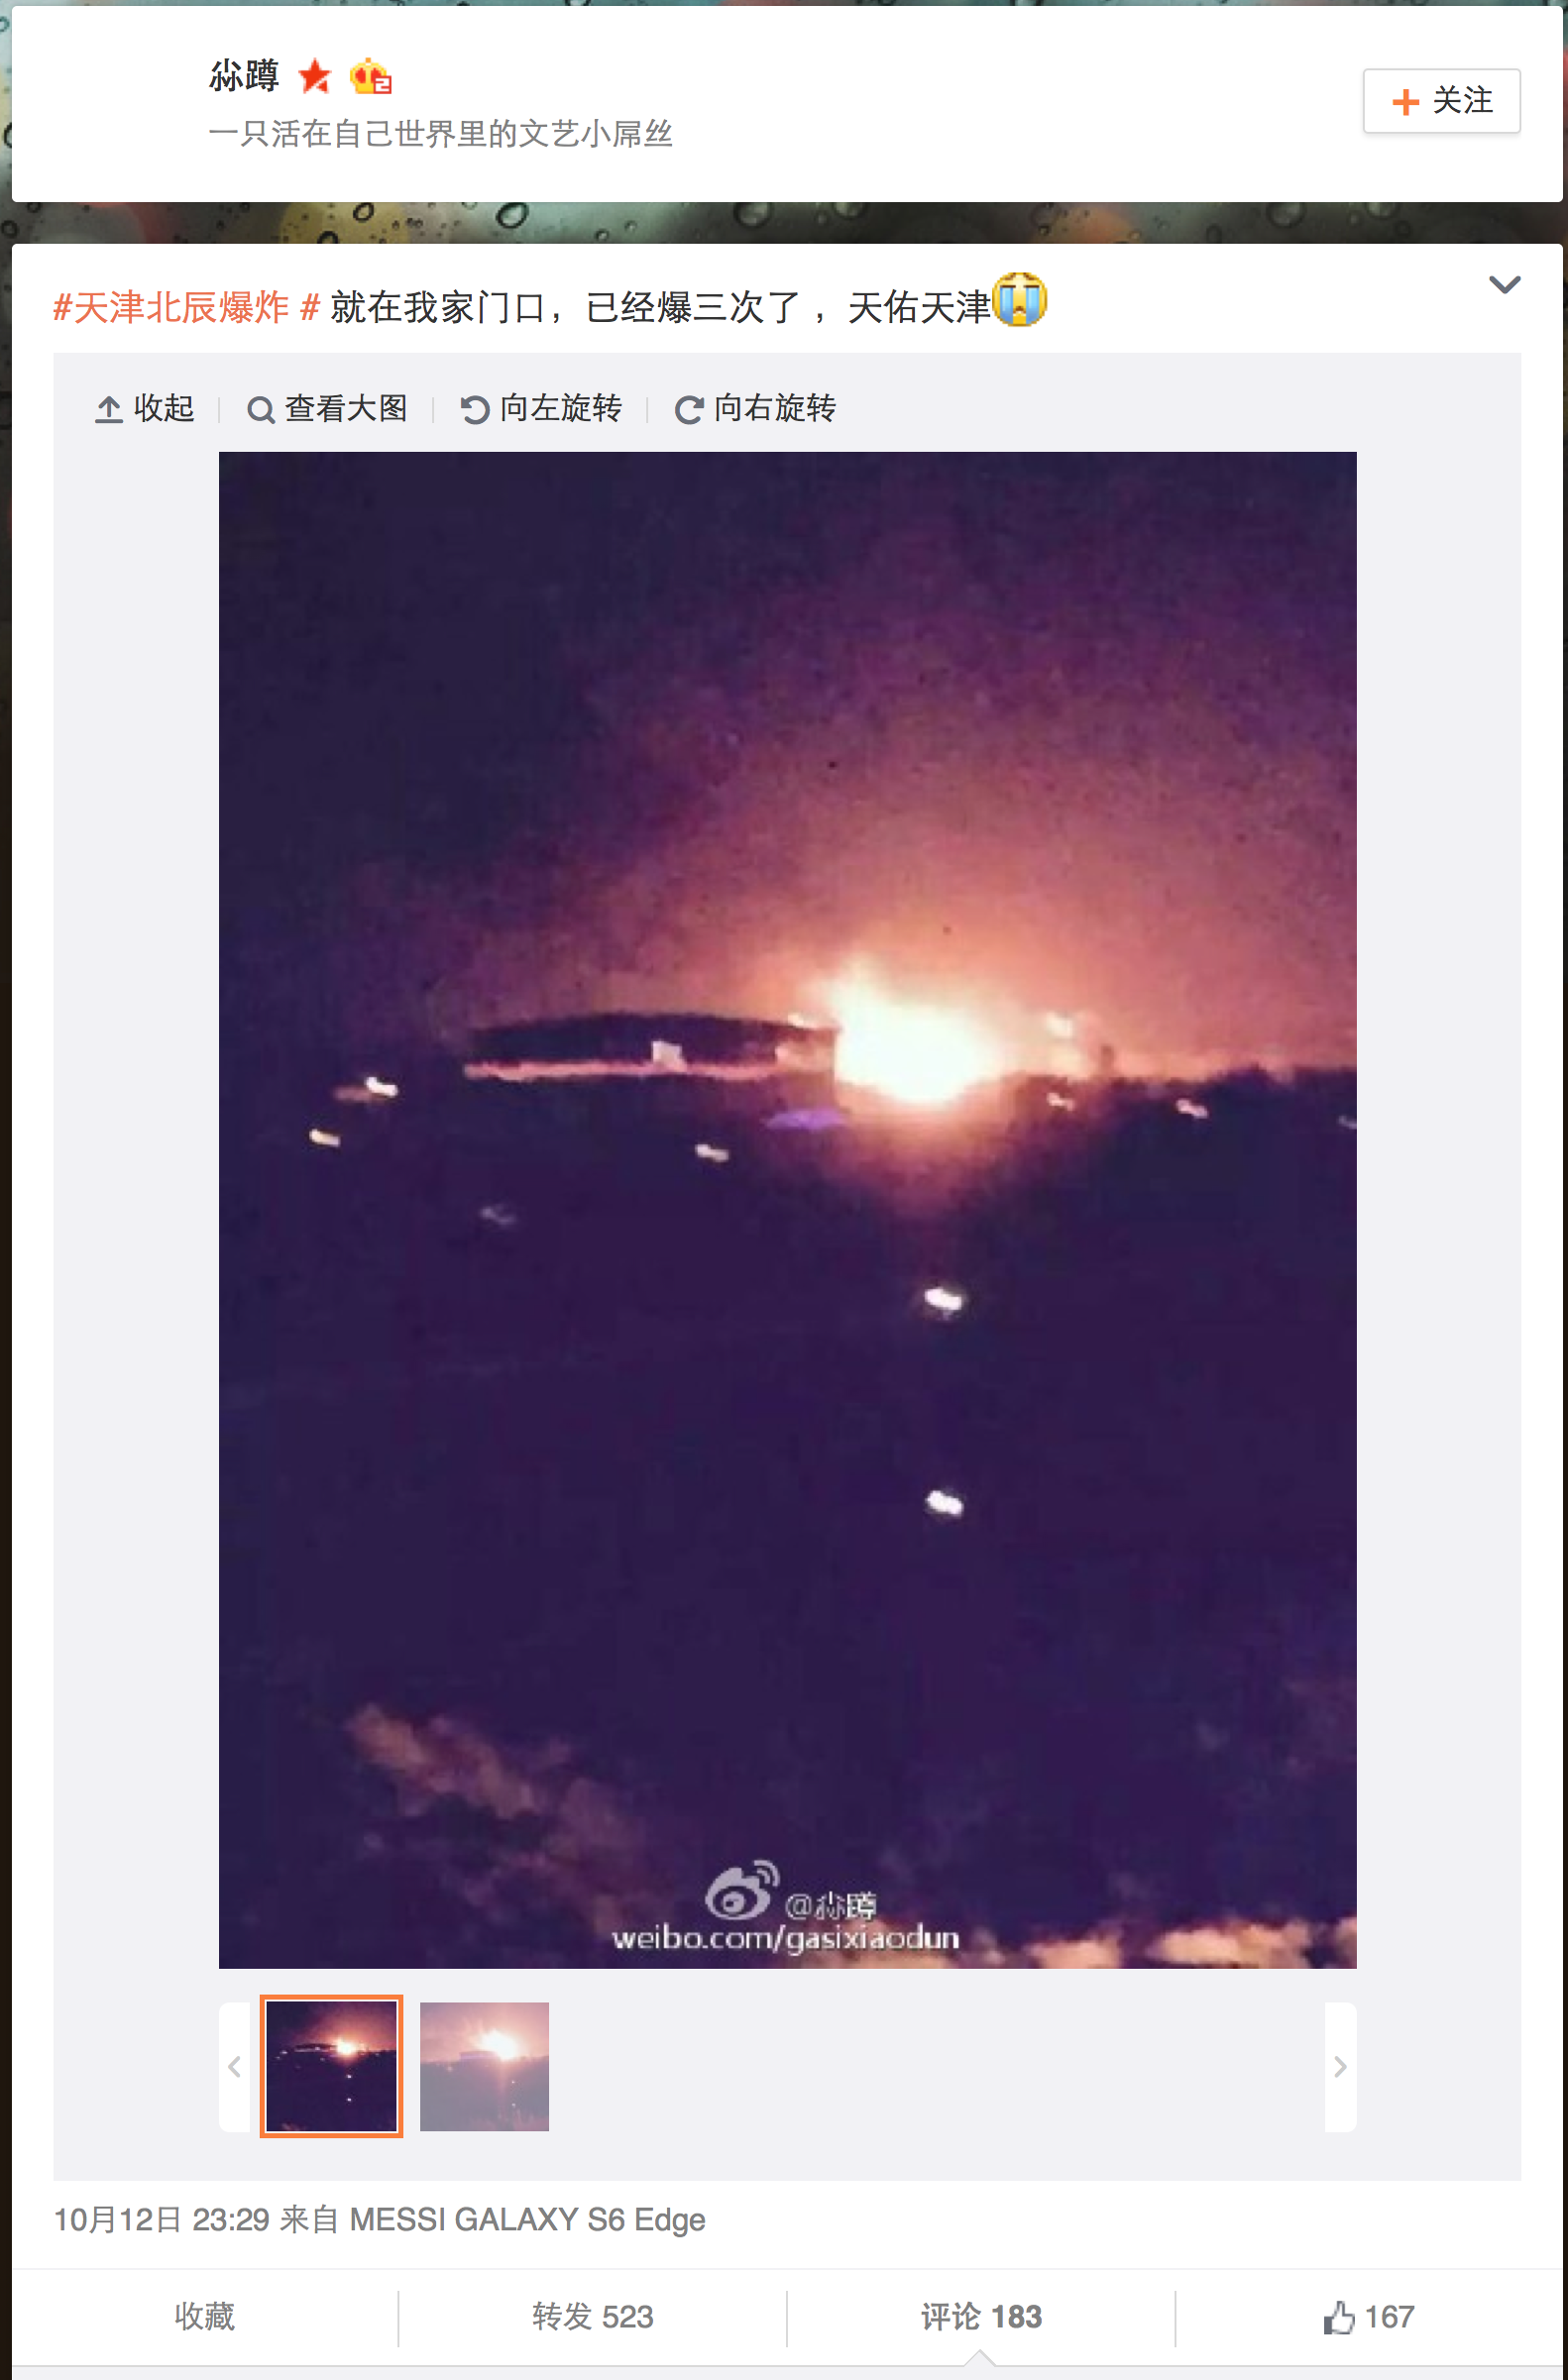 尛蹲
一只活在自己世界里的文艺小屌丝
关注
#天津北辰爆炸 # 就在我家门口，已经爆三次了 ，天佑天津
收起 查看大图 向左旋转 向右旋转
@尛蹲
weibo.com/gasixiaodun
10月12日 23:29 来自 MESSI GALAXY S6 Edge
收藏 转发 523 评论 183 167